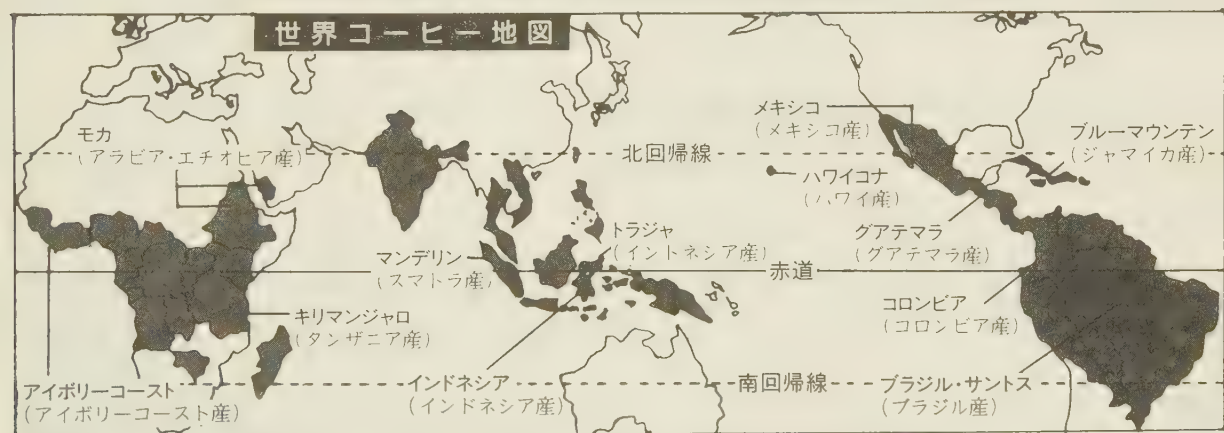 世界コーヒー地図
モカ
(アラビア・エチオピア産)
メキシコ
(メキシコ産)
ブルーマウンテン
(ジャマイカ産)
北回帰線
ハワイコナ
(ハワイ産)
トラジャ
(イントネシア産)
グアテマラ
(グアテマラ産)
マンデリン
(スマトラ産)
赤道
キリマンジャロ
(タンザニア産)
コロンビア
(コロンビア産)
アイボリーコースト
(アイボリーコースト産)
インドネシア
(インドネシア産)
南回帰線
ブラジル・サントス
(ブラジル産)